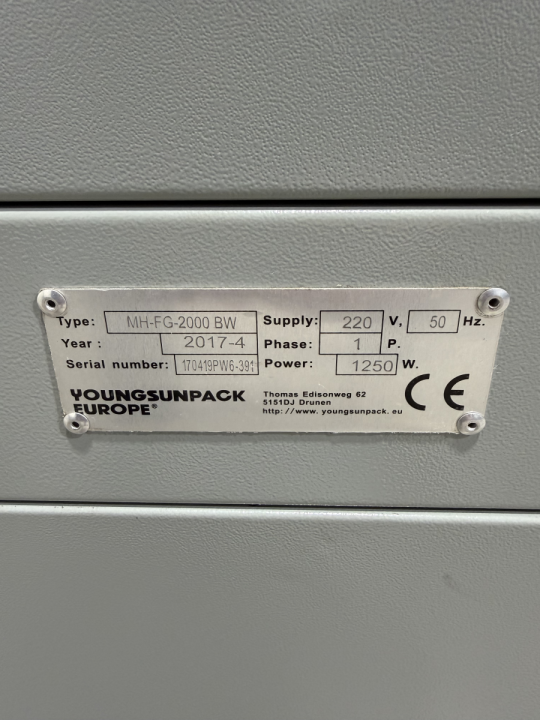 Type: MH-FG-2000 BW Supply: 220 V, 50 Hz.
Year: 2017-4 Phase: 1 P.
Serial number: 170419PW6-391 Power: 1250 W.
YOUNGSUNPACK
EUROPE®
Thomas Edisonweg 62
5151DJ Drunen
http://www.youngsunpack.eu
CE